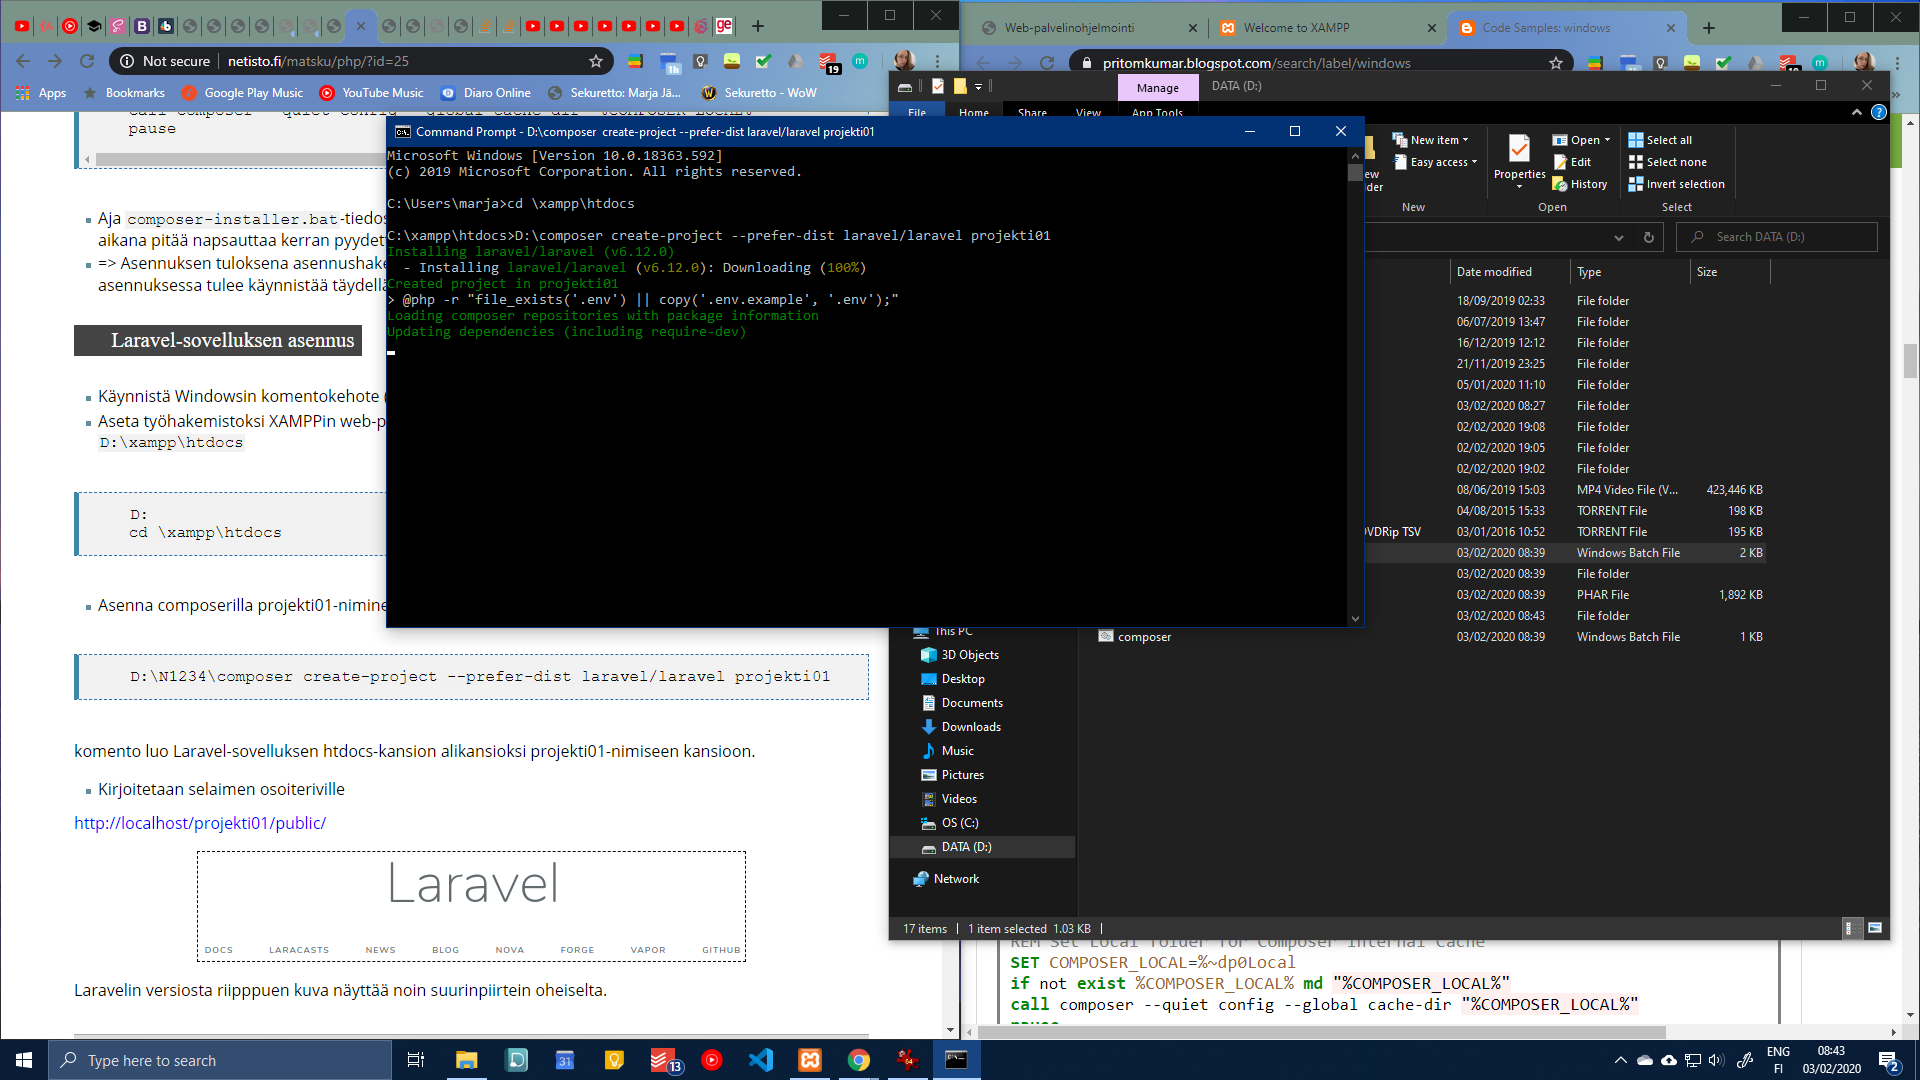 Not secure
netisto.fi/matsku/php/?id=25
1h
19
Apps
Bookmarks
Google Play Music
YouTube Music
Diaro Online
Sekuretto: Marja Jä...
Sekuretto - WoW
pause
Aja composer-installer.bat-tiedos
aikana pitää napsauttaa kerran pyydet
=> Asennuksen tuloksena asennushake
asennuksessa tulee käynnistää täydellä
Laravel-sovelluksen asennus
Käynnistä Windowsin komentokehote (
Aseta työhakemistoksi XAMPPin web-p
D:\xampp\htdocs
D:
cd \xampp\htdocs
Asenna composerilla projekti01-nimine
D:\N1234\composer create-project --prefer-dist laravel/laravel projekti01
komento luo Laravel-sovelluksen htdocs-kansion alikansioksi projekti01-nimiseen kansioon.
Kirjoitetaan selaimen osoiteriville
http://localhost/projekti01/public/
Laravel
DOCS LARACASTS NEWS BLOG NOVA FORGE VAPOR GITHUB
Laravelin versiosta riipppuen kuva näyttää noin suurinpiirtein oheiselta.
Command Prompt - D:\composer create-project --prefer-dist laravel/laravel projekti01
Microsoft Windows [Version 10.0.18363.592]
(c) 2019 Microsoft Corporation. All rights reserved.
C:\Users\marja>cd \xampp\htdocs
C:\xampp\htdocs>D:\composer create-project --prefer-dist laravel/laravel projekti01
Installing laravel/laravel (v6.12.0)
- Installing laravel/laravel (v6.12.0): Downloading (100%)
Created project in projekti01
> @php -r "file_exists('.env') || copy('.env.example', '.env');"
Loading composer repositories with package information
Updating dependencies (including require-dev)
Web-palvelinohjelmointi
Welcome to XAMPP
Code Samples: windows
pritomkumar.blogspot.com/search/label/windows
Manage
DATA (D:)
File
Home
Share
View
App Tools
New item
Easy access
New
Properties
Open
Edit
History
Open
Select all
Select none
Invert selection
Select
Search DATA (D:)
Date modified Type Size
18/09/2019 02:33 File folder
06/07/2019 13:47 File folder
16/12/2019 12:12 File folder
21/11/2019 23:25 File folder
05/01/2020 11:10 File folder
03/02/2020 08:27 File folder
02/02/2020 19:08 File folder
02/02/2020 19:05 File folder
02/02/2020 19:02 File folder
08/06/2019 15:03 MP4 Video File (V... 423,446 KB
04/08/2015 15:33 TORRENT File 198 KB
VDRip TSV 03/01/2016 10:52 TORRENT File 195 KB
03/02/2020 08:39 Windows Batch File 2 KB
03/02/2020 08:39 File folder
03/02/2020 08:39 PHAR File 1,892 KB
03/02/2020 08:43 File folder
composer 03/02/2020 08:39 Windows Batch File 1 KB
This PC
3D Objects
Desktop
Documents
Downloads
Music
Pictures
Videos
OS (C:)
DATA (D:)
Network
17 items
1 item selected 1.03 KB
REM Set Local folder for Composer Internal Cache
SET COMPOSER_LOCAL=%~dp0Local
if not exist %COMPOSER_LOCAL% md "%COMPOSER_LOCAL%"
call composer --quiet config --global cache-dir "%COMPOSER_LOCAL%"
pause
Type here to search
31
13
ENG
FI
08:43
03/02/2020
2